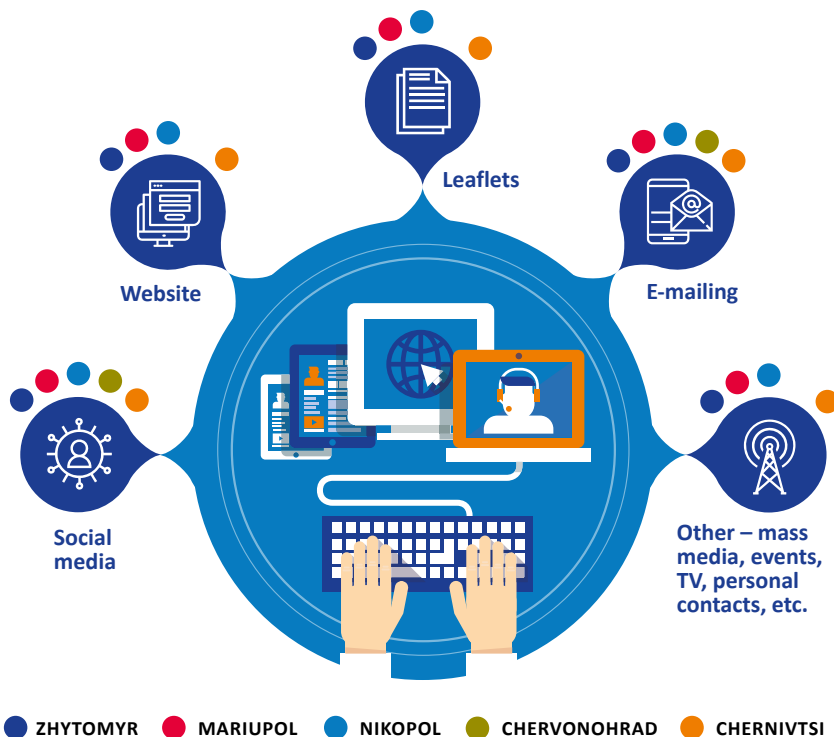 Leaflets
Website
E-mailing
Social
media
Other – mass
media, events,
TV, personal
contacts, etc.
ZHYTOMYR MARIUPOL NIKOPOL CHERVONOHRAD CHERNIVTSI